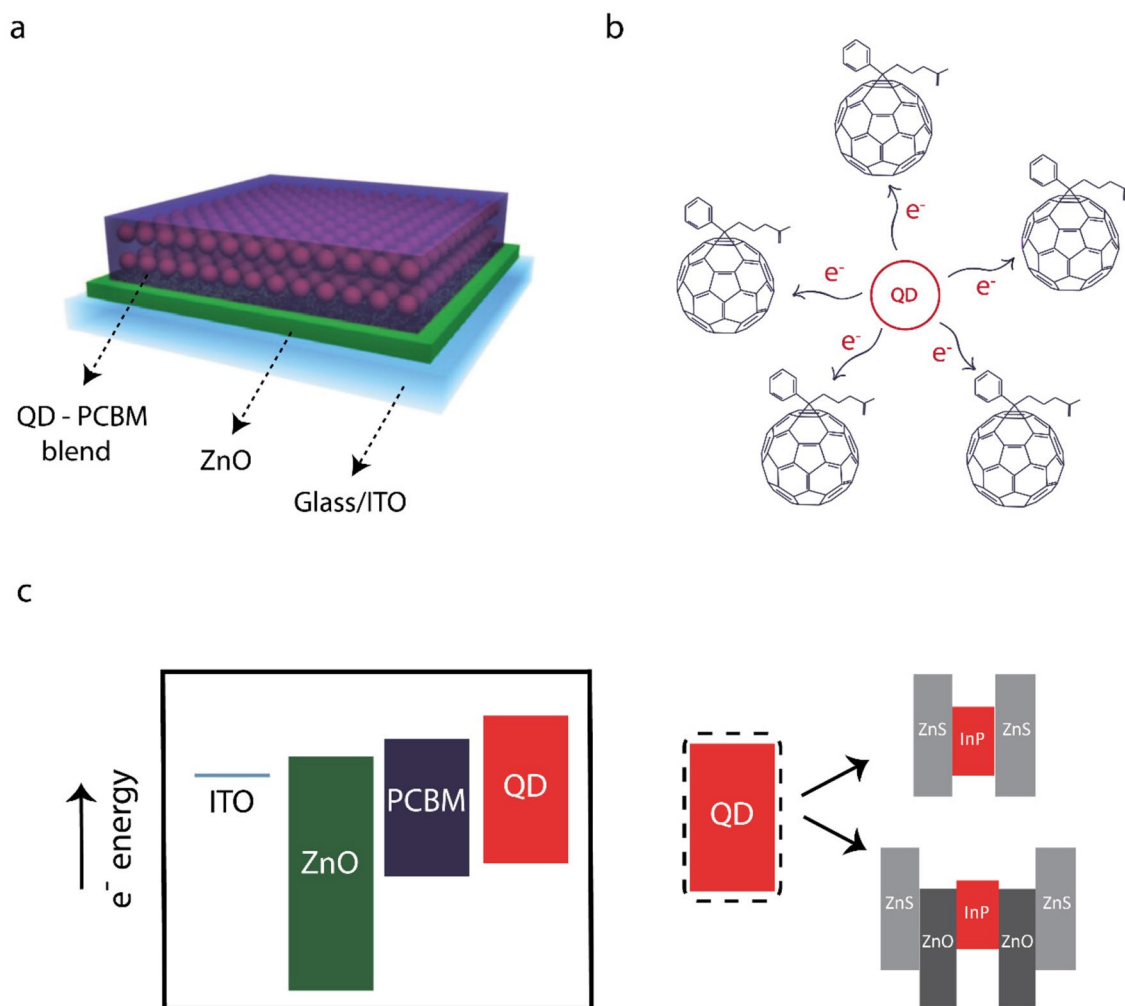 a
QD - PCBM
blend
ZnO
Glass/ITO
b
e⁻
e⁻
e⁻
e⁻
e⁻
QD
c
e⁻ energy
ITO
ZnO
PCBM
QD
QD
ZnS
InP
ZnS
ZnS
ZnO
InP
ZnO
ZnS